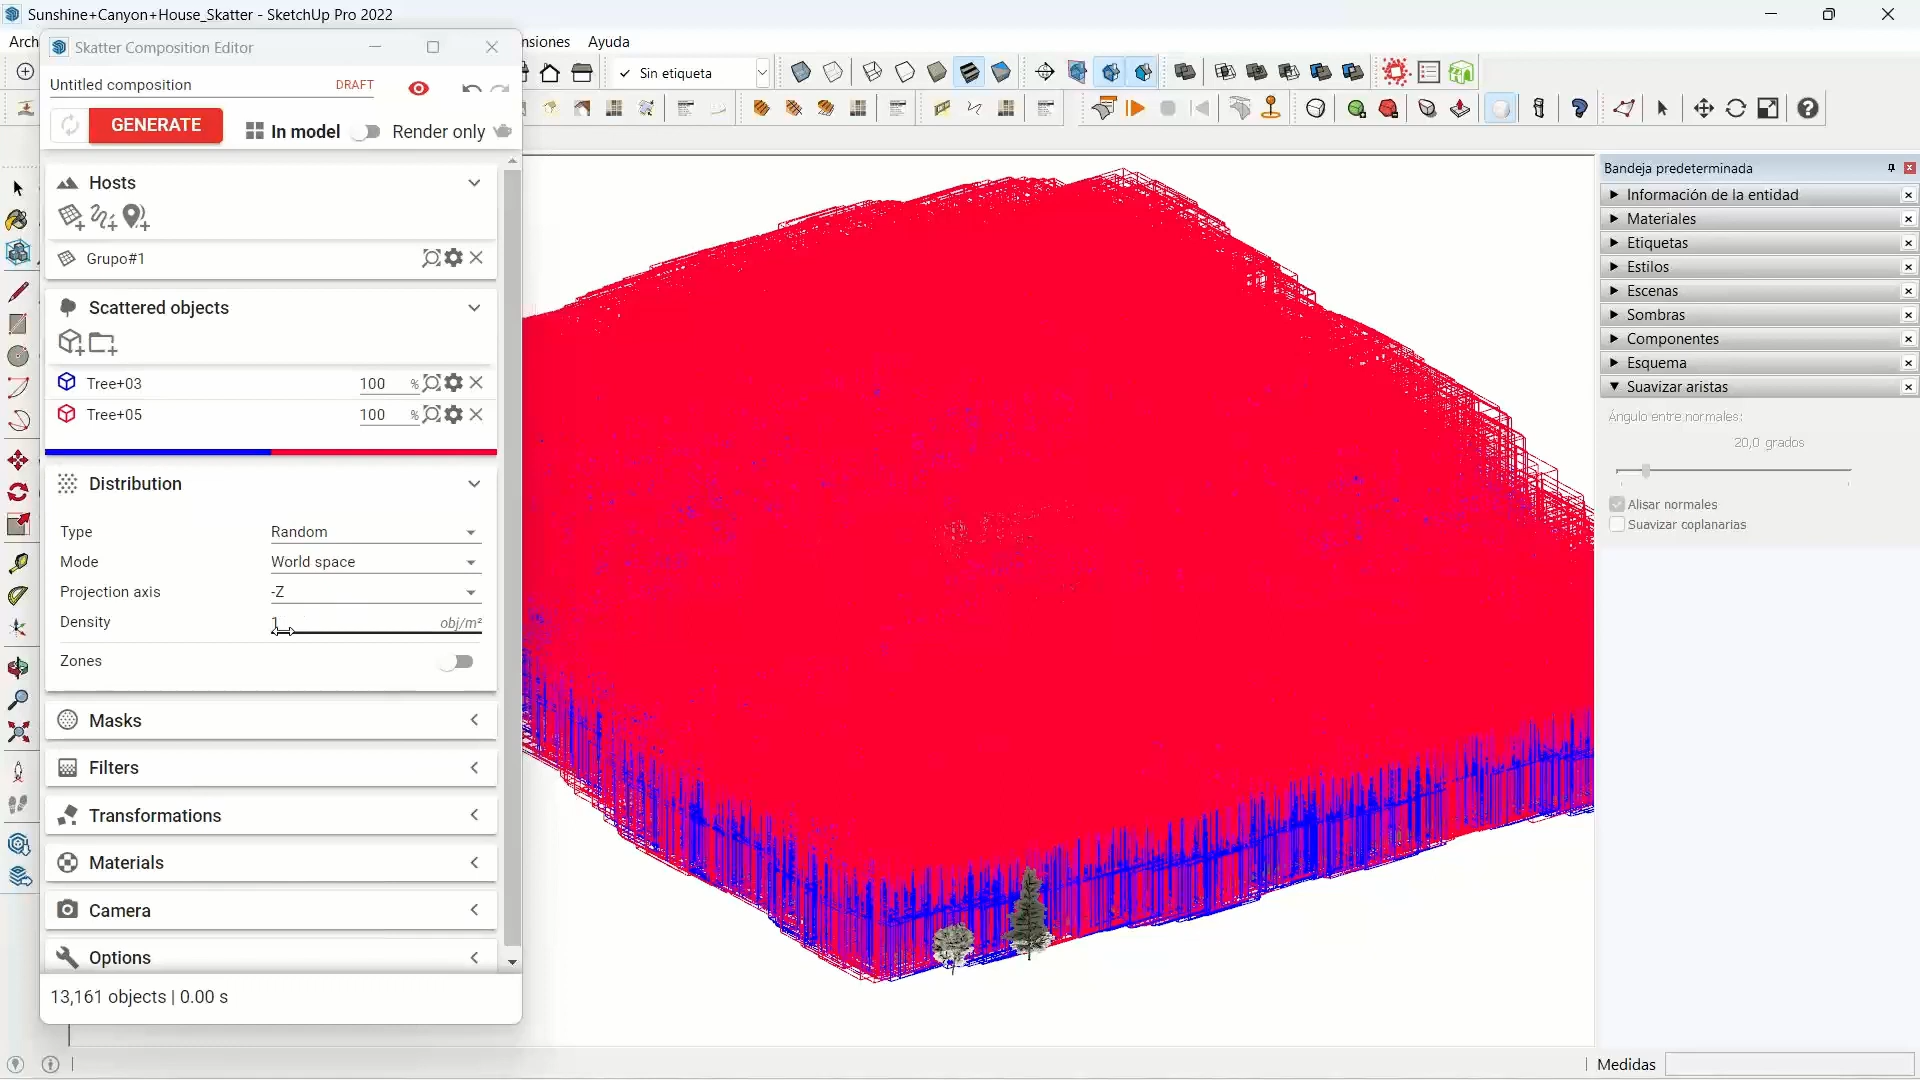 Sunshine+Canyon+House_Skatter - SketchUp Pro 2022
Arch
Skatter Composition Editor
nsiones
Ayuda
Untitled composition
DRAFT
Sin etiqueta
GENERATE
In model
Render only
Hosts
Grupo#1
Scattered objects
Tree+03
100
%
Tree+05
100
%
Distribution
Type
Random
Mode
World space
Projection axis
-Z
Density
1
obj/m²
Zones
Masks
Filters
Transformations
Materials
Camera
Options
13,161 objects | 0.00 s
Bandeja predeterminada
Información de la entidad
Materiales
Etiquetas
Estilos
Escenas
Sombras
Componentes
Esquema
Suavizar aristas
Ángulo entre normales:
20,0 grados
Alisar normales
Suavizar coplanarias
Medidas